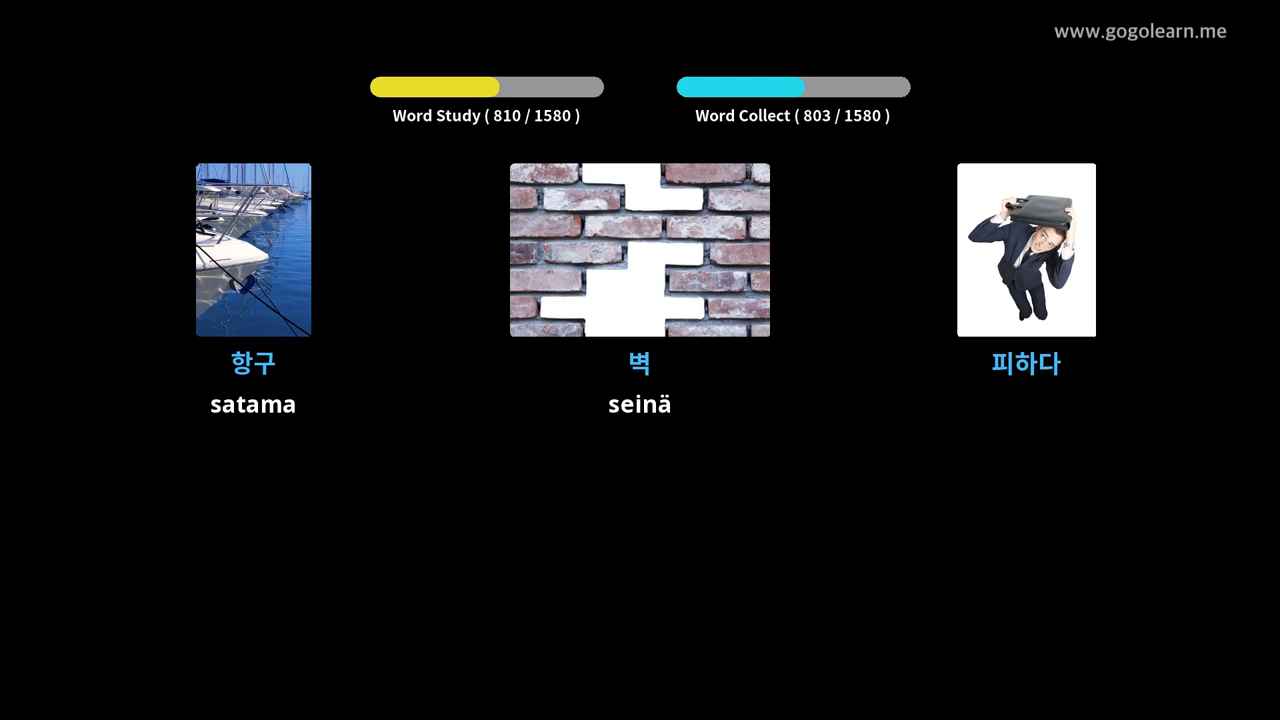 www.gogolearn.me
Word Study ( 810 / 1580 )
Word Collect ( 803 / 1580 )
항구
벽
피하다
satama
seinä